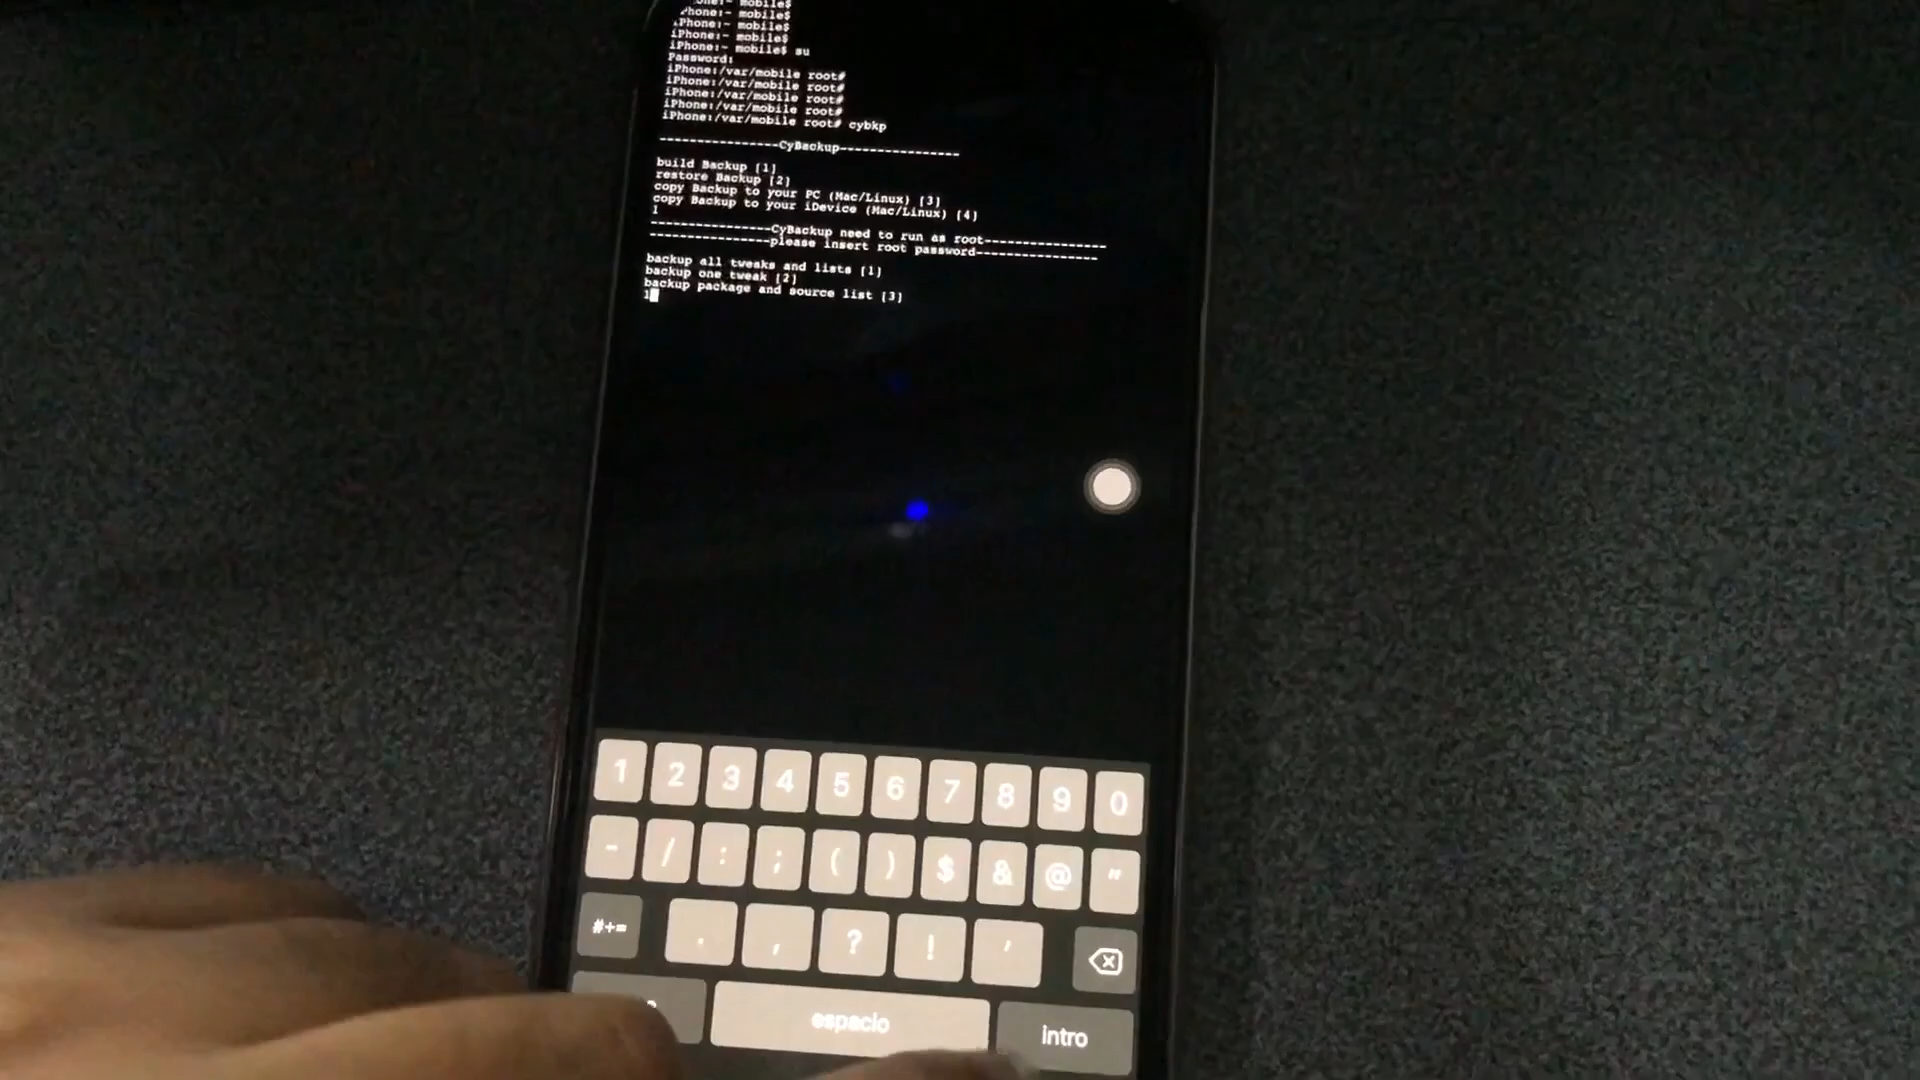 Phone:~ mobile$
iPhone:~ mobile$
iPhone:~ mobile$
iPhone:~ mobile$ su
Password:
iPhone:/var/mobile root#
iPhone:/var/mobile root#
iPhone:/var/mobile root#
iPhone:/var/mobile root#
iPhone:/var/mobile root# cybkp
----------------CyBackup----------------
build Backup [1]
restore Backup [2]
copy Backup to your PC (Mac/Linux) [3]
copy Backup to your iDevice (Mac/Linux) [4]
1
----------------CyBackup need to run as root----------------
----------------please insert root password----------------
backup all tweaks and lists [1]
backup one tweak [2]
backup package and source list [3]
1
1 2 3 4 5 6 7 8 9 0
- / : ; ( ) $ & @ "
#+= . , ? ! '
espacio intro